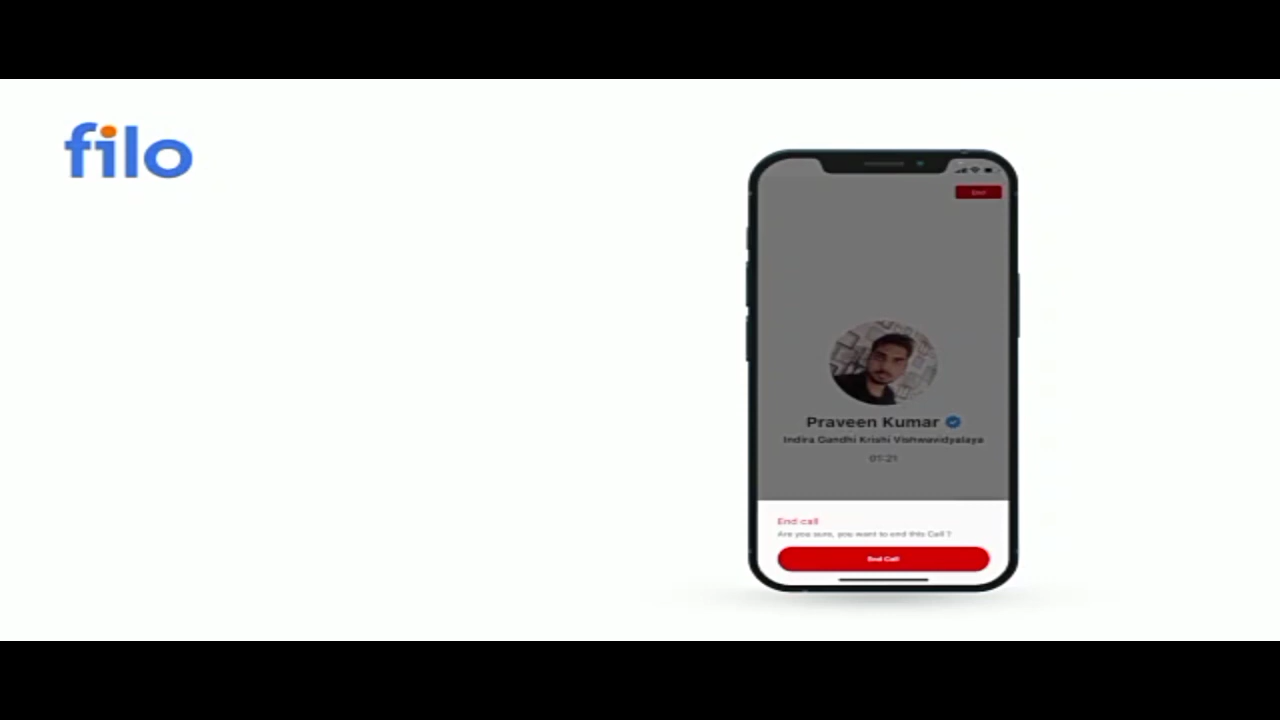 filo
End
Praveen Kumar
Indira Gandhi Krishi Vishwavidyalaya
01:21
End call
Are you sure, you want to end this Call ?
End Call